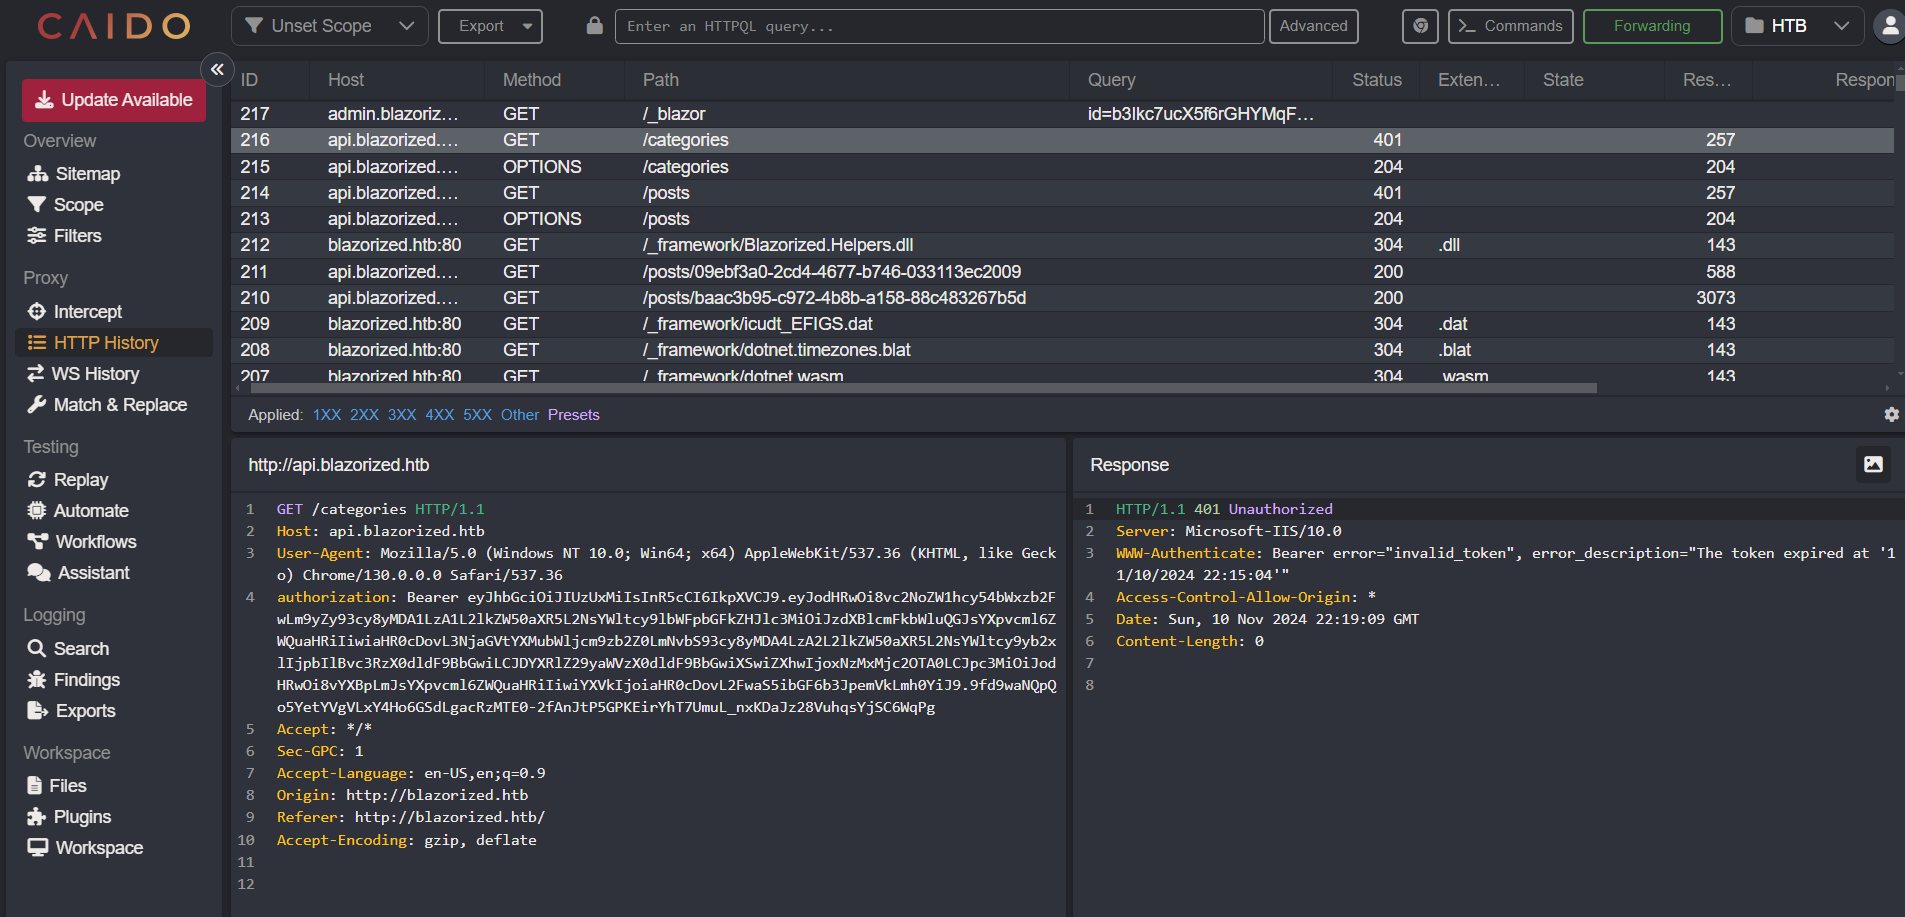 CAIDO
Unset Scope
Export
Enter an HTTPQL query...
Advanced
Commands
Forwarding
HTB
Update Available
Overview
Sitemap
Scope
Filters
Proxy
Intercept
HTTP History
WS History
Match & Replace
Testing
Replay
Automate
Workflows
Assistant
Logging
Search
Findings
Exports
Workspace
Files
Plugins
Workspace
ID Host Method Path Query Status Exten... State Res... Respon
217 admin.blazoriz... GET /_blazor id=b3Ikc7ucX5f6rGHYMqF...
216 api.blazorized.... GET /categories 401 257
215 api.blazorized.... OPTIONS /categories 204 204
214 api.blazorized.... GET /posts 401 257
213 api.blazorized.... OPTIONS /posts 204 204
212 blazorized.htb:80 GET /_framework/Blazorized.Helpers.dll 304 .dll 143
211 api.blazorized.... GET /posts/09ebf3a0-2cd4-4677-b746-033113ec2009 200 588
210 api.blazorized.... GET /posts/baac3b95-c972-4b8b-a158-88c483267b5d 200 3073
209 blazorized.htb:80 GET /_framework/icudt_EFIGS.dat 304 .dat 143
208 blazorized.htb:80 GET /_framework/dotnet.timezones.blat 304 .blat 143
207 blazorized.htb:80 GET /_framework/dotnet.wasm 304 .wasm 143
Applied: 1XX 2XX 3XX 4XX 5XX Other Presets
http://api.blazorized.htb
1 GET /categories HTTP/1.1
2 Host: api.blazorized.htb
3 User-Agent: Mozilla/5.0 (Windows NT 10.0; Win64; x64) AppleWebKit/537.36 (KHTML, like Geck
o) Chrome/130.0.0.0 Safari/537.36
4 authorization: Bearer eyJhbGciOiJIUzUxMiIsInR5cCI6IkpXVCJ9.eyJodHRwOi8vc2NoZW1hcy54bWxzb2F
wLm9yZy93cy8yMDA1LzA1L2lkZW50aXR5L2NsYWltcy9lbWFpbGFkZHJlc3MiOiJzdXBlcmFkbWluQGJsYXpvcml6Z
WQuaHRiIiwiaHR0cDovL3NjaGVtYXMubWljcm9zb2Z0LmNvbS93cy8yMDA4LzA2L2lkZW50aXR5L2NsYWltcy9yb2x
lIjpbIlBvc3RzX0dldF9BbGwiLCJDYXRlZ29yaWVzX0dldF9BbGwiXSwiZXhwIjoxNzMxMjc2OTA0LCJpc3MiOiJod
HRwOi8vYXBpLmJsYXpvcml6ZWQuaHRiIiwiYXVkIjoiaHR0cDovL2FwaS5ibGF6b3JpemVkLmh0YiJ9.9fd9waNQpQ
o5YetYVgVLxY4Ho6GSdLgacRzMTE0-2fAnJtP5GPKEirYhT7UmuL_nxKDaJz28VuhqsYjSC6WqPg
5 Accept: */*
6 Sec-GPC: 1
7 Accept-Language: en-US,en;q=0.9
8 Origin: http://blazorized.htb
9 Referer: http://blazorized.htb/
10 Accept-Encoding: gzip, deflate
11
12
Response
1 HTTP/1.1 401 Unauthorized
2 Server: Microsoft-IIS/10.0
3 WWW-Authenticate: Bearer error="invalid_token", error_description="The token expired at '1
1/10/2024 22:15:04'"
4 Access-Control-Allow-Origin: *
5 Date: Sun, 10 Nov 2024 22:19:09 GMT
6 Content-Length: 0
7
8